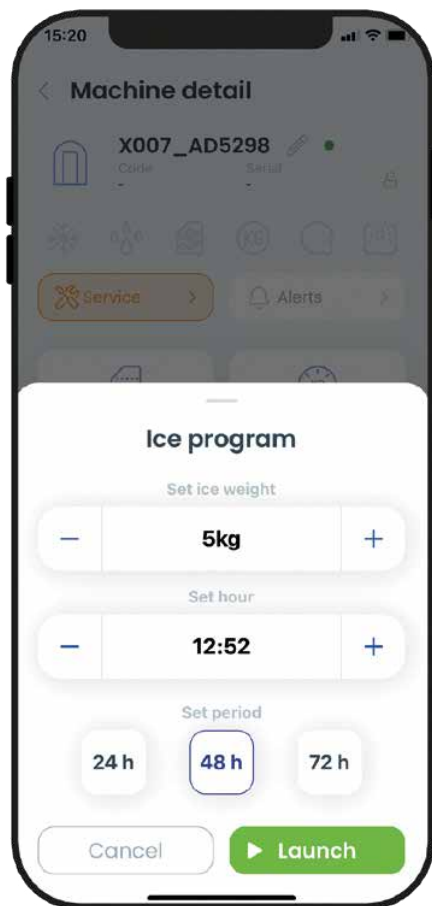 15:20
< Machine detail
X007_AD5298
Code Serial
- -
Service > Alerts >
Ice program
Set ice weight
− 5kg +
Set hour
− 12:52 +
Set period
24 h 48 h 72 h
Cancel Launch